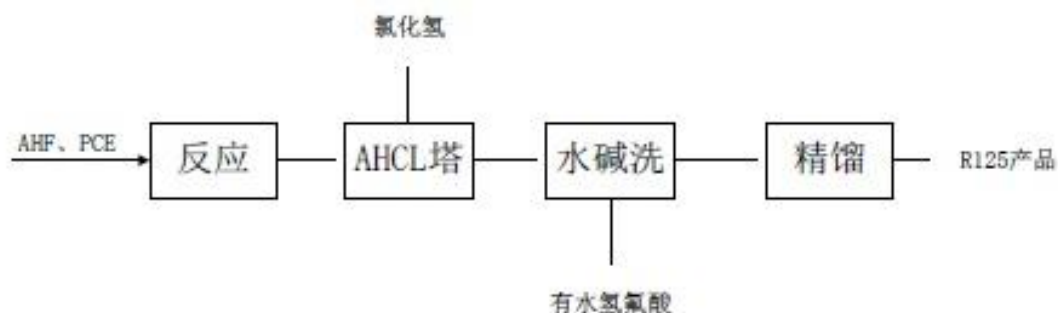 氯化氢
AHF、PCE
反应
AHCL塔
水碱洗
精馏
R125产品
有水氢氟酸